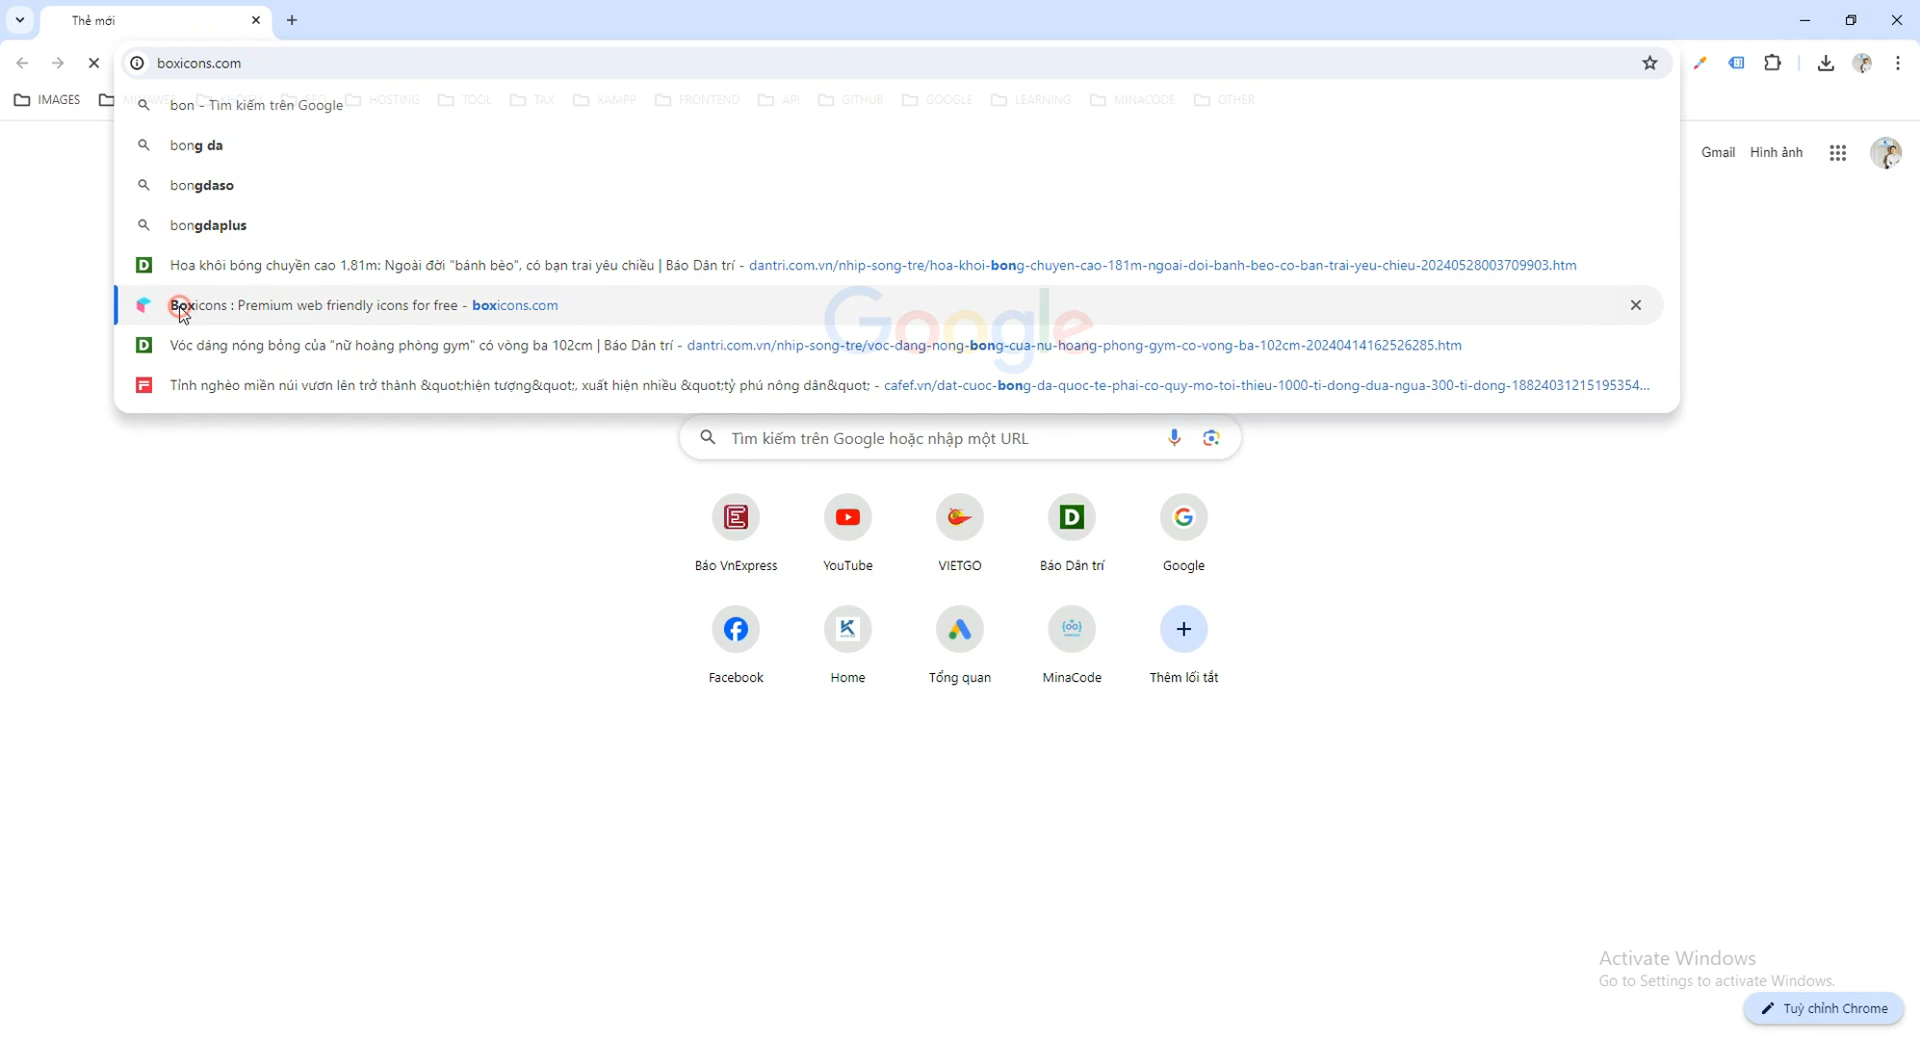 Thẻ mới
boxicons.com
IMAGES HOSTING TOOL TAX XAMPP FRONTEND API GITHUB GOOGLE LEARNING MINACODE OTHER
bon - Tìm kiếm trên Google
bong da
bongdaso
bongdaplus
Gmail Hình ảnh
Hoa khôi bóng chuyền cao 1,81m: Ngoài đời "bánh bèo", có bạn trai yêu chiều | Báo Dân trí - dantri.com.vn/nhip-song-tre/hoa-khoi-bong-chuyen-cao-181m-ngoai-doi-banh-beo-co-ban-trai-yeu-chieu-20240528003709903.htm
Boxicons : Premium web friendly icons for free - boxicons.com
Vóc dáng nóng bỏng của "nữ hoàng phòng gym" có vòng ba 102cm | Báo Dân trí - dantri.com.vn/nhip-song-tre/voc-dang-nong-bong-cua-nu-hoang-phong-gym-co-vong-ba-102cm-20240414162526285.htm
Tỉnh nghèo miền núi vươn lên trở thành &quot;hiện tượng&quot;, xuất hiện nhiều &quot;tỷ phú nông dân&quot; - cafef.vn/dat-cuoc-bong-da-quoc-te-phai-co-quy-mo-toi-thieu-1000-ti-dong-dua-ngua-300-ti-dong-18824031215195354...
Google
Tìm kiếm trên Google hoặc nhập một URL
Báo VnExpress YouTube VIETGO Báo Dân trí Google
Facebook Home Tổng quan MinaCode Thêm lối tắt
Activate Windows
Go to Settings to activate Windows.
Tuỳ chỉnh Chrome